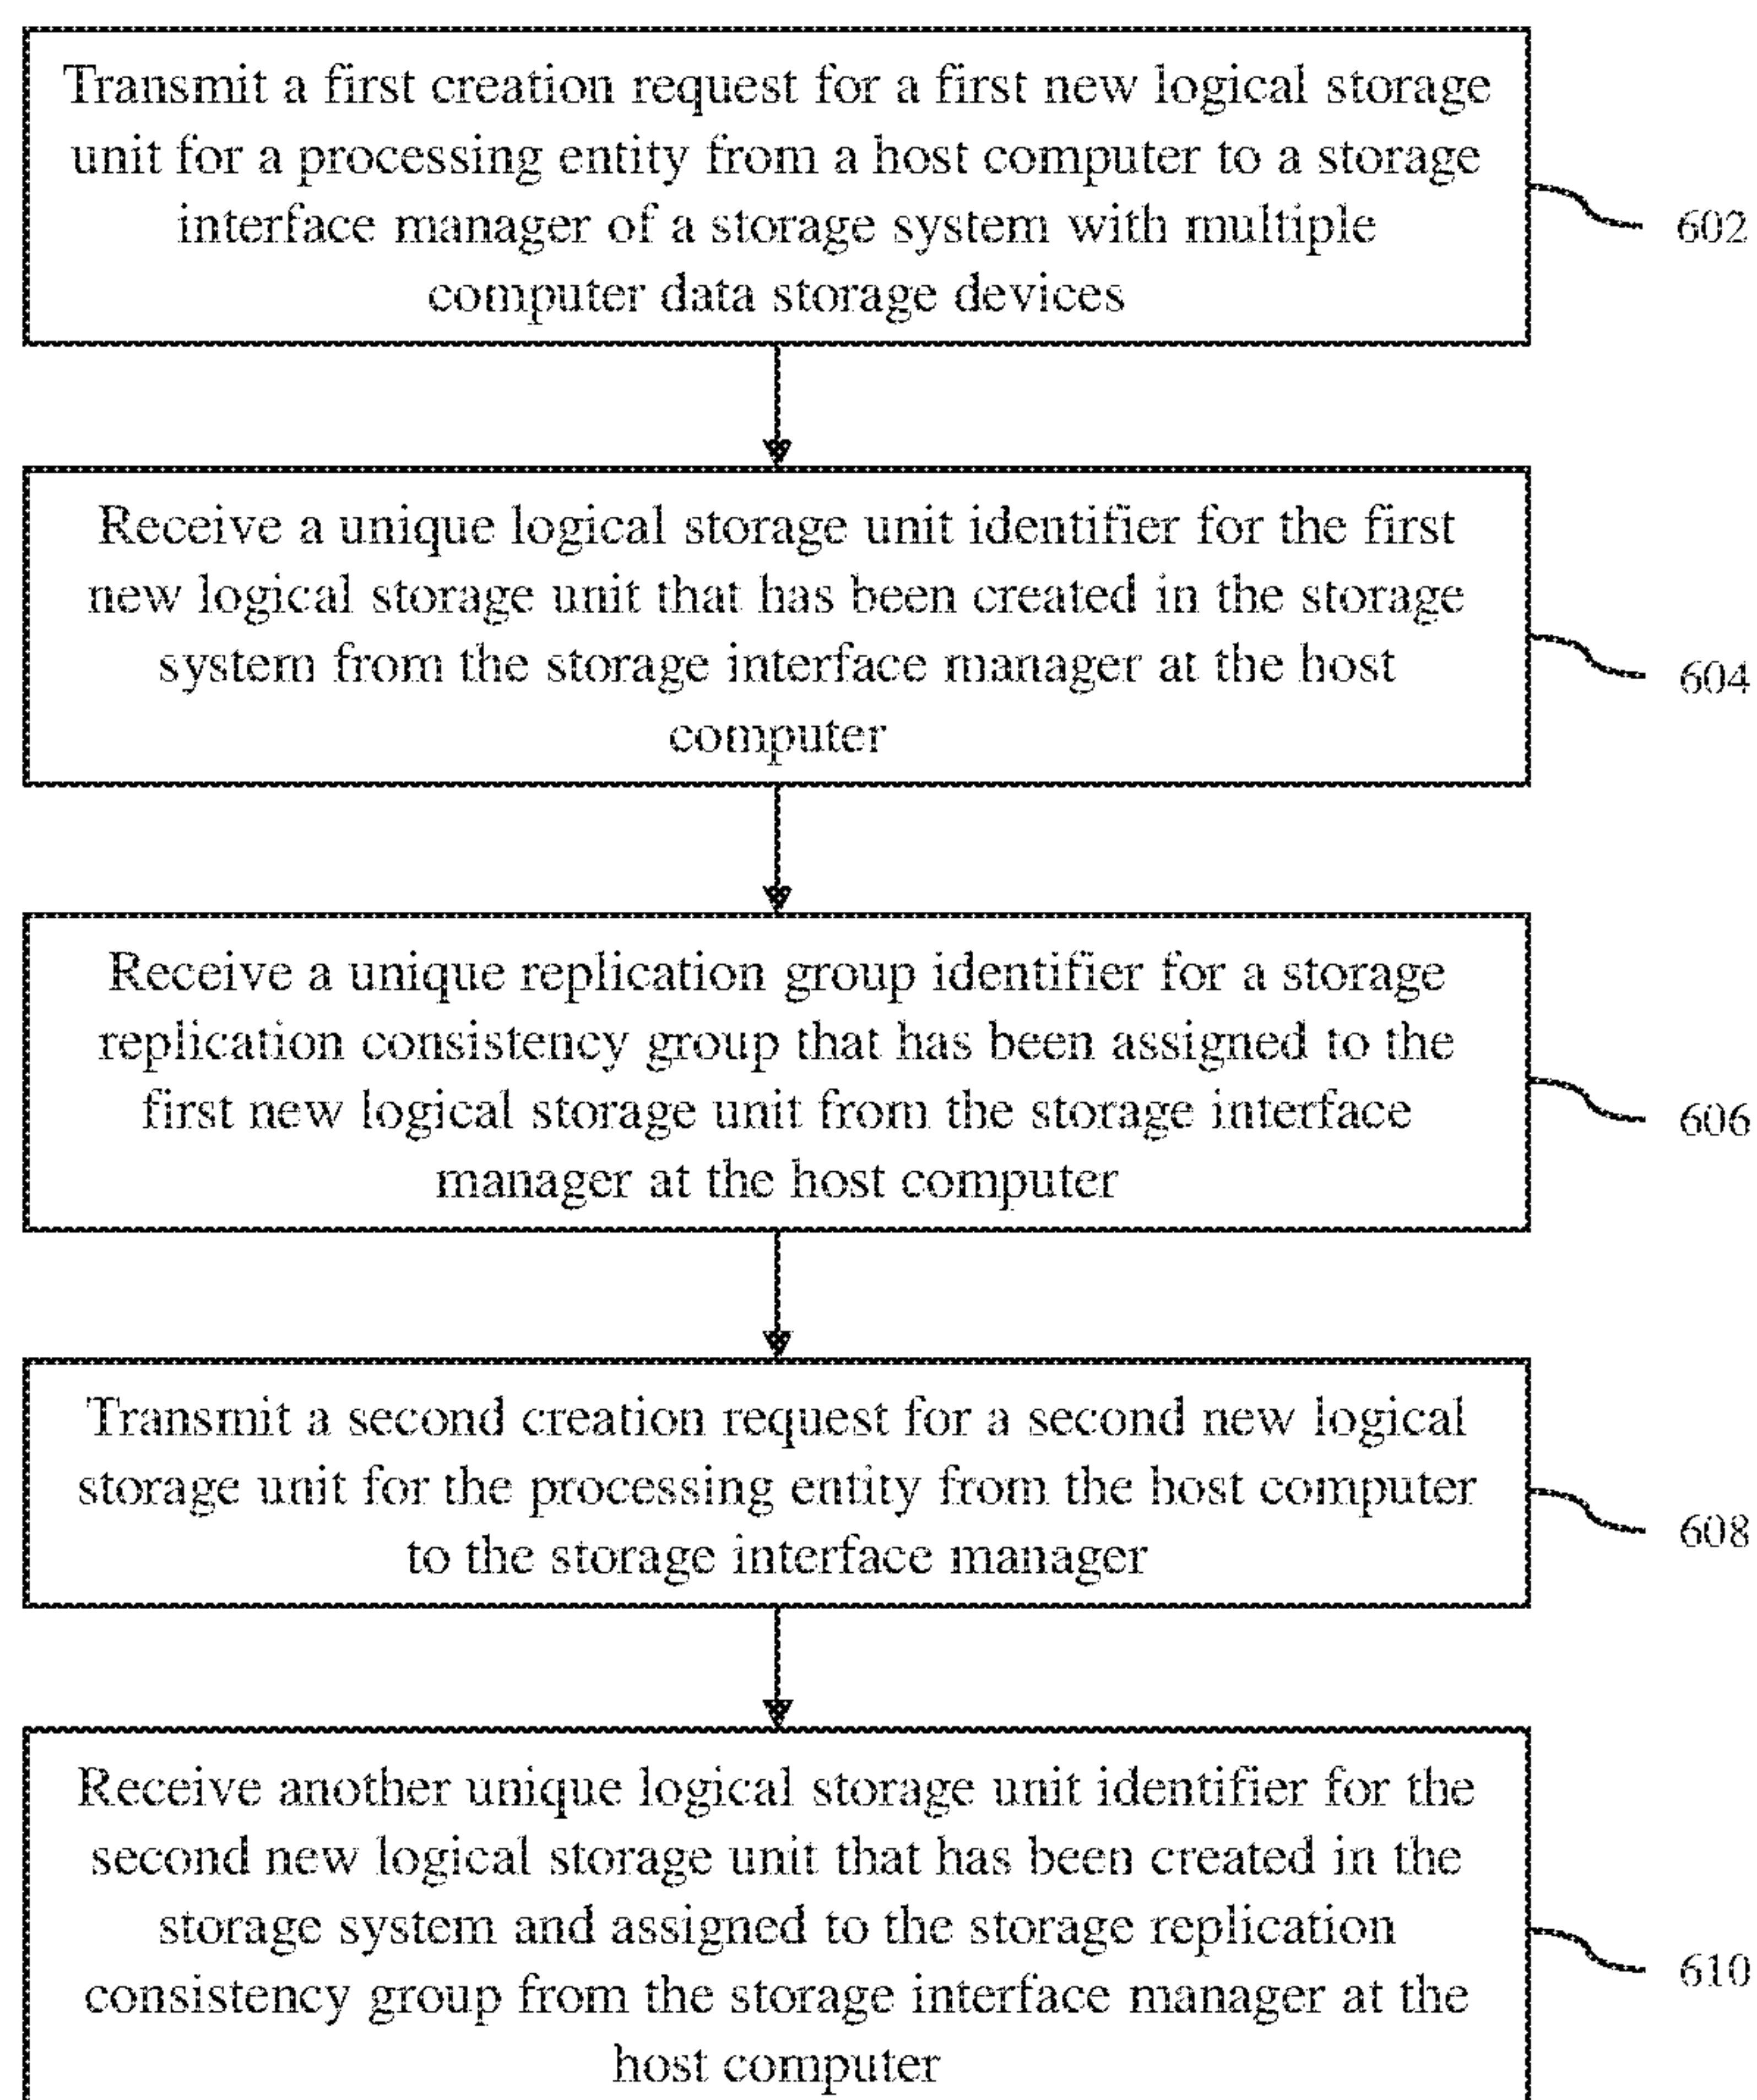 Transmit a first creation request for a first new logical storage
unit for a processing entity from a host computer to a storage
interface manager of a storage system with multiple
computer data storage devices
602
Receive a unique logical storage unit identifier for the first
new logical storage unit that has been created in the storage
system from the storage interface manager at the host
computer
604
Receive a unique replication group identifier for a storage
replication consistency group that has been assigned to the
first new logical storage unit from the storage interface
manager at the host computer
606
Transmit a second creation request for a second new logical
storage unit for the processing entity from the host computer
to the storage interface manager
608
Receive another unique logical storage unit identifier for the
second new logical storage unit that has been created in the
storage system and assigned to the storage replication
consistency group from the storage interface manager at the
host computer
610